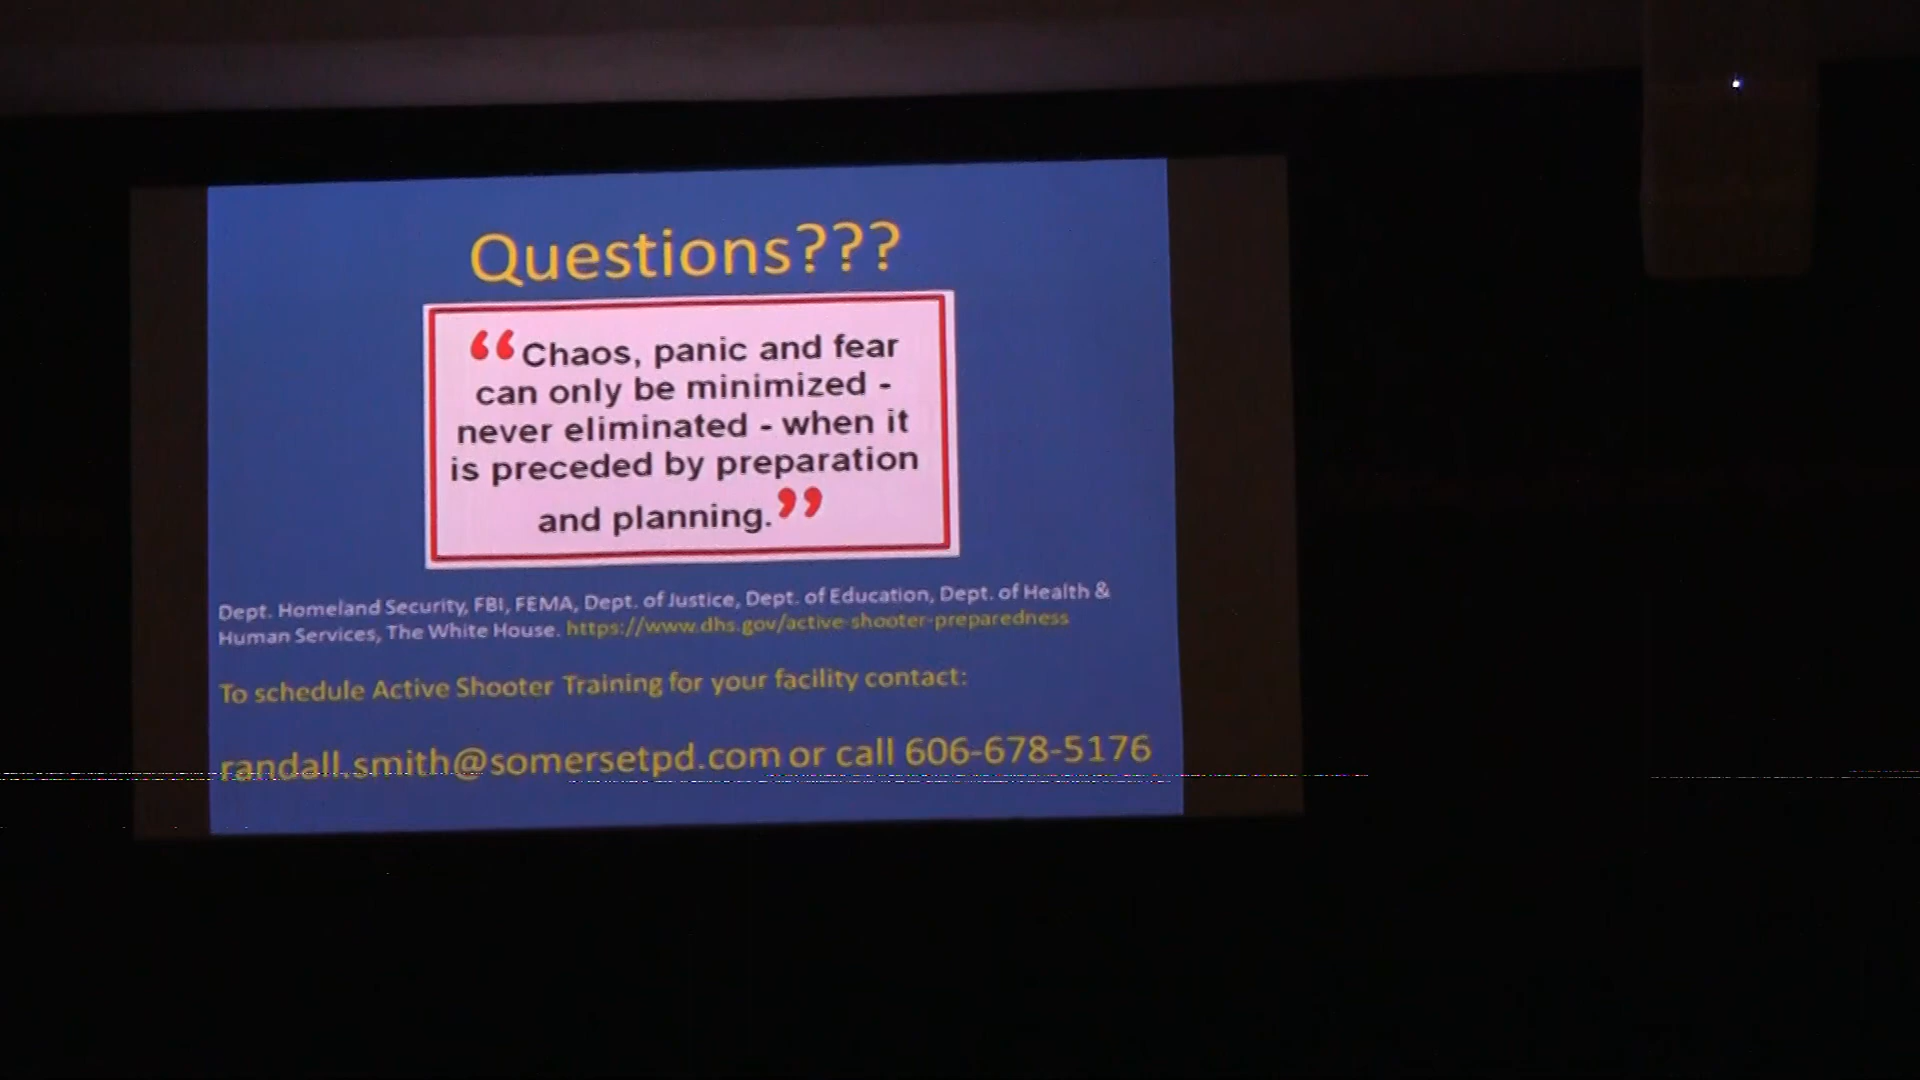 Questions???
“Chaos, panic and fear
can only be minimized -
never eliminated - when it
is preceded by preparation
and planning.”
Dept. Homeland Security, FBI, FEMA, Dept. of Justice, Dept. of Education, Dept. of Health &
Human Services, The White House. https://www.dhs.gov/active-shooter-preparedness
To schedule Active Shooter Training for your facility contact:
randall.smith@somersetpd.com or call 606-678-5176